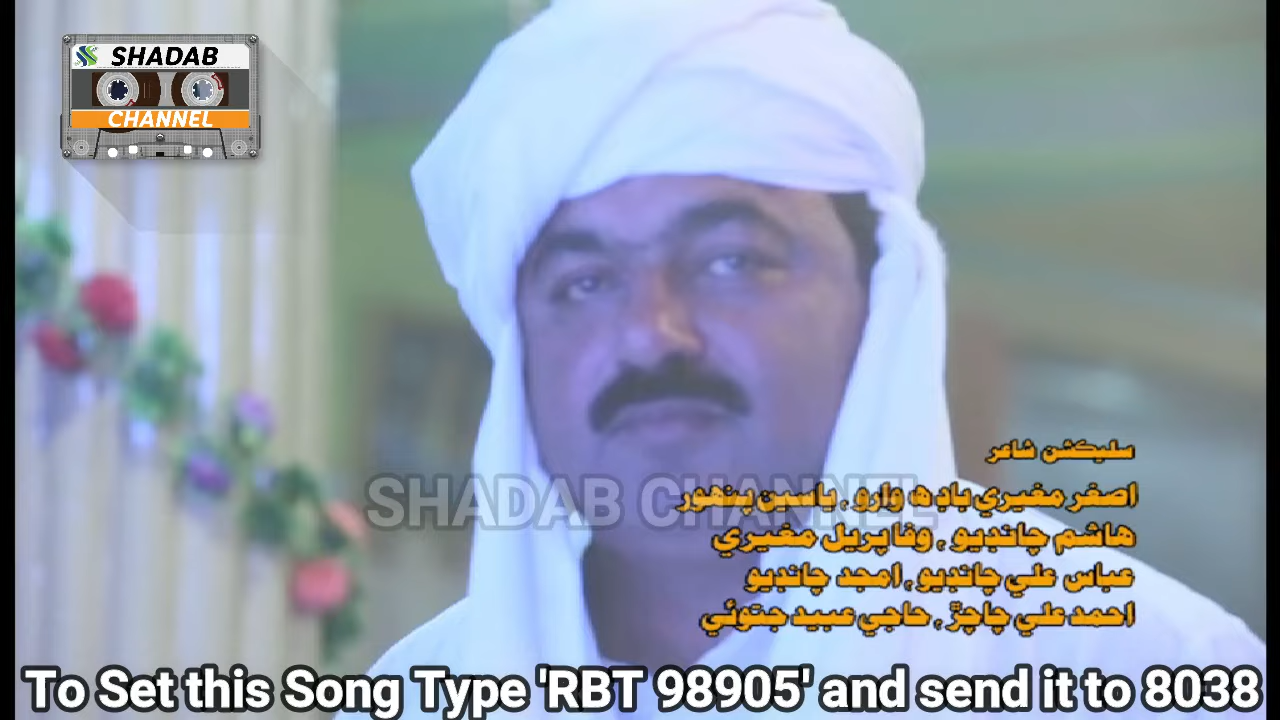 SHADAB
CHANNEL
سليڪشن شاعر
اصغر مغيري باڊھ وارو ، ياسين پنھور
SHADAB CHANNEL
هاشم چانڊيو ، وفا پريل مغيري
عباس علي چانڊيو ، امجد چانڊيو
احمد علي چاچڙ ، حاجي عبيد جتوئي
To Set this Song Type 'RBT 98905' and send it to 8038